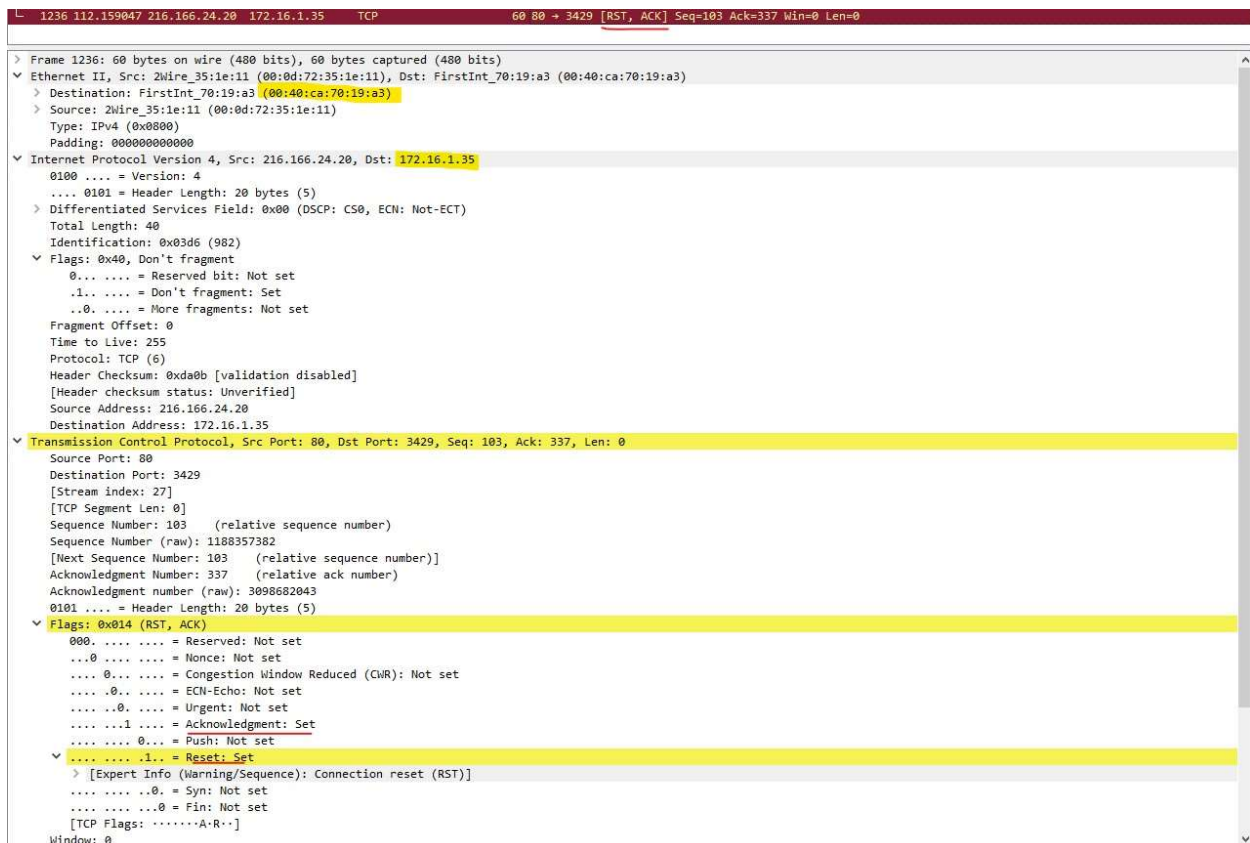 1236 112.159047 216.166.24.20 172.16.1.35 TCP 60 80 → 3429 [RST, ACK] Seq=103 Ack=337 Win=0 Len=0
> Frame 1236: 60 bytes on wire (480 bits), 60 bytes captured (480 bits)
Ethernet II, Src: 2Wire_35:1e:11 (00:0d:72:35:1e:11), Dst: FirstInt_70:19:a3 (00:40:ca:70:19:a3)
> Destination: FirstInt_70:19:a3 (00:40:ca:70:19:a3)
> Source: 2Wire_35:1e:11 (00:0d:72:35:1e:11)
Type: IPv4 (0x0800)
Padding: 000000000000
Internet Protocol Version 4, Src: 216.166.24.20, Dst: 172.16.1.35
0100 .... = Version: 4
.... 0101 = Header Length: 20 bytes (5)
> Differentiated Services Field: 0x00 (DSCP: CS0, ECN: Not-ECT)
Total Length: 40
Identification: 0x03d6 (982)
Flags: 0x40, Don't fragment
0... .... = Reserved bit: Not set
.1.. .... = Don't fragment: Set
..0. .... = More fragments: Not set
Fragment Offset: 0
Time to Live: 255
Protocol: TCP (6)
Header Checksum: 0xda0b [validation disabled]
[Header checksum status: Unverified]
Source Address: 216.166.24.20
Destination Address: 172.16.1.35
Transmission Control Protocol, Src Port: 80, Dst Port: 3429, Seq: 103, Ack: 337, Len: 0
Source Port: 80
Destination Port: 3429
[Stream index: 27]
[TCP Segment Len: 0]
Sequence Number: 103 (relative sequence number)
Sequence Number (raw): 1188357382
[Next Sequence Number: 103 (relative sequence number)]
Acknowledgment Number: 337 (relative ack number)
Acknowledgment number (raw): 3098682043
0101 .... = Header Length: 20 bytes (5)
Flags: 0x014 (RST, ACK)
000. .... .... = Reserved: Not set
...0 .... .... = Nonce: Not set
.... 0... .... = Congestion Window Reduced (CWR): Not set
.... .0.. .... = ECN-Echo: Not set
.... ..0. .... = Urgent: Not set
.... ...1 .... = Acknowledgment: Set
.... .... 0... = Push: Not set
.... .... .1.. = Reset: Set
> [Expert Info (Warning/Sequence): Connection reset (RST)]
.... .... ..0. = Syn: Not set
.... .... ...0 = Fin: Not set
[TCP Flags: ·······A·R··]
Window: 0